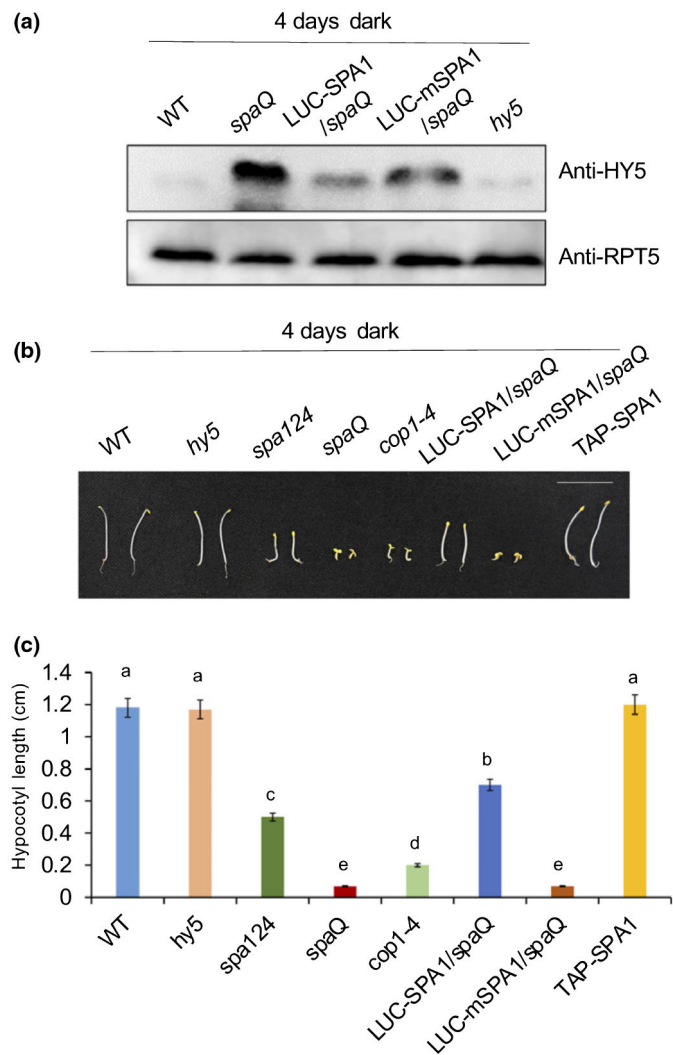 (a)
4 days dark
WT
spaQ
LUC-SPA1
/spaQ
LUC-mSPA1
/spaQ
hy5
Anti-HY5
Anti-RPT5
4 days dark
(b)
WT
hy5
spa124
spaQ
cop1-4
LUC-SPA1/spaQ
LUC-mSPA1/spaQ
TAP-SPA1
(c)
Hypocotyl length (cm)
1.4
1.2
1
0.8
0.6
0.4
0.2
0
a
a
c
e
d
b
e
a
WT
hy5
spa124
spaQ
cop1-4
LUC-SPA1/spaQ
LUC-mSPA1/spaQ
TAP-SPA1